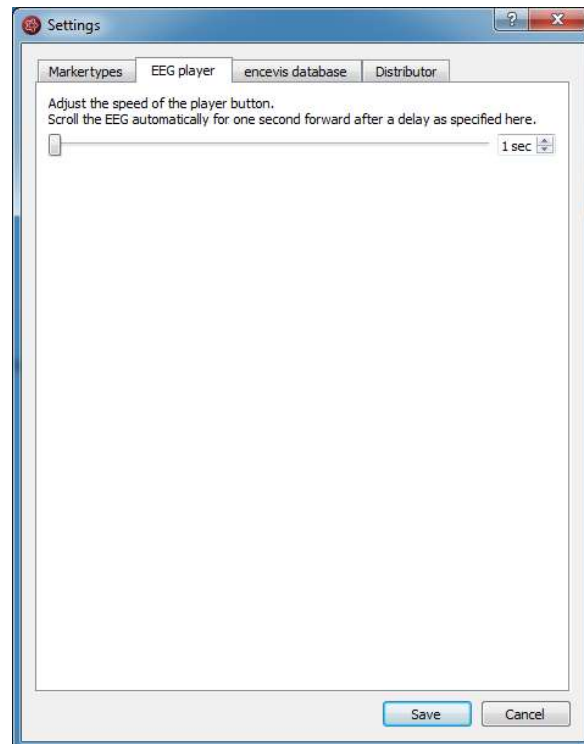 Settings
Markertypes EEG player encevis database Distributor
Adjust the speed of the player button.
Scroll the EEG automatically for one second forward after a delay as specified here.
1 sec
Save Cancel